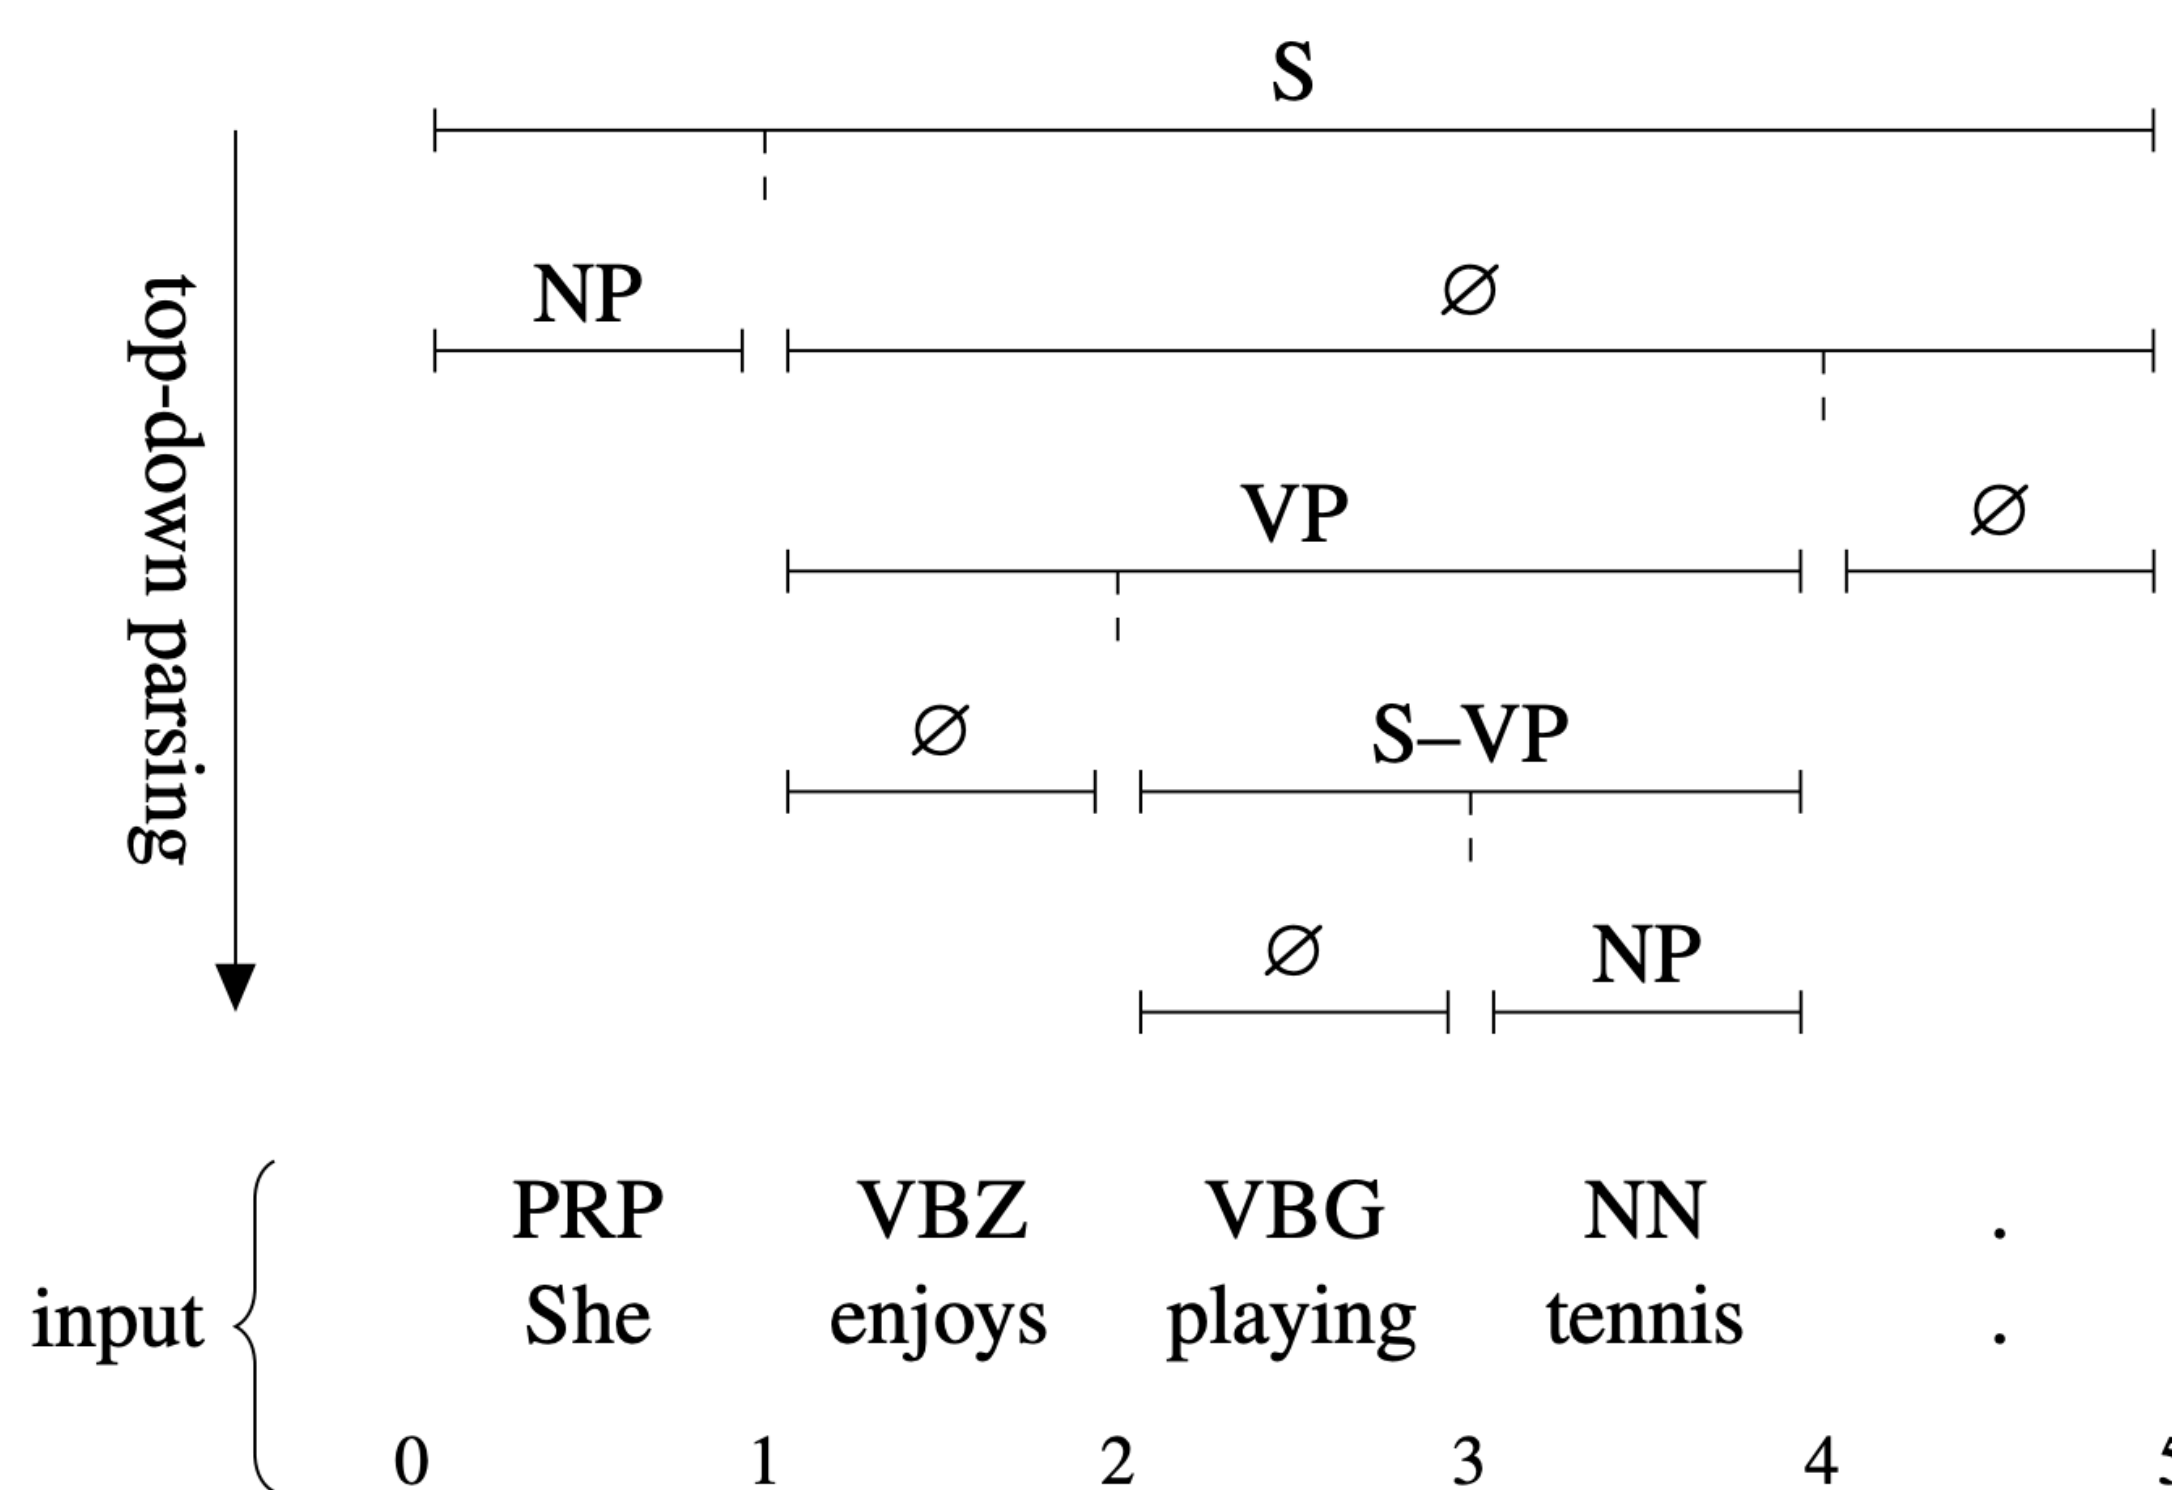 S
NP ∅
VP ∅
∅ S–VP
∅ NP
top-down parsing
PRP VBZ VBG NN .
input She enjoys playing tennis .
0 1 2 3 4 5